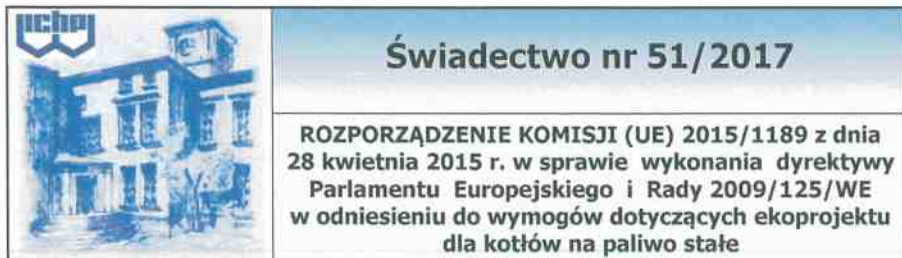 ichpw
Świadectwo nr 51/2017
ROZPORZĄDZENIE KOMISJI (UE) 2015/1189 z dnia
28 kwietnia 2015 r. w sprawie wykonania dyrektywy
Parlamentu Europejskiego i Rady 2009/125/WE
w odniesieniu do wymogów dotyczących ekoprojektu
dla kotłów na paliwo stałe